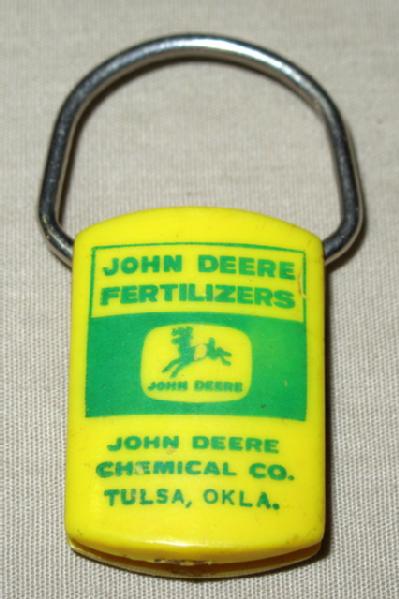 JOHN DEERE
FERTILIZERS
JOHN DEERE
JOHN DEERE
CHEMICAL CO.
TULSA, OKLA.